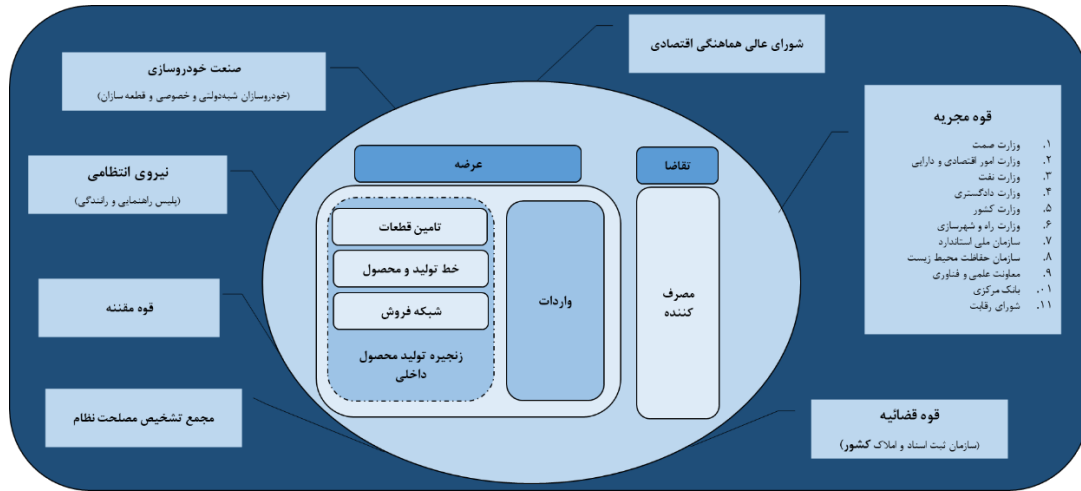 شورای عالی هماهنگی اقتصادی
قوه مجریه
۱. وزارت صمت
۲. وزارت امور اقتصادی و دارایی
۳. وزارت نفت
۴. وزارت دادگستری
۵. وزارت کشور
۶. وزارت راه و شهرسازی
۷. سازمان ملی استاندارد
۸. سازمان حفاظت محیط زیست
۹. معاونت علمی و فناوری
۰۱. بانک مرکزی
۱۱. شورای رقابت
قوه قضائیه
(سازمان ثبت اسناد و املاک کشور)
صنعت خودروسازی
(خودروسازان شبه‌دولتی و خصوصی و قطعه سازان)
نیروی انتظامی
(پلیس راهنمایی و رانندگی)
قوه مقننه
مجمع تشخیص مصلحت نظام
تقاضا
مصرف
کننده
عرضه
واردات
تامین قطعات
خط تولید و محصول
شبکه فروش
زنجیره تولید محصول
داخلی